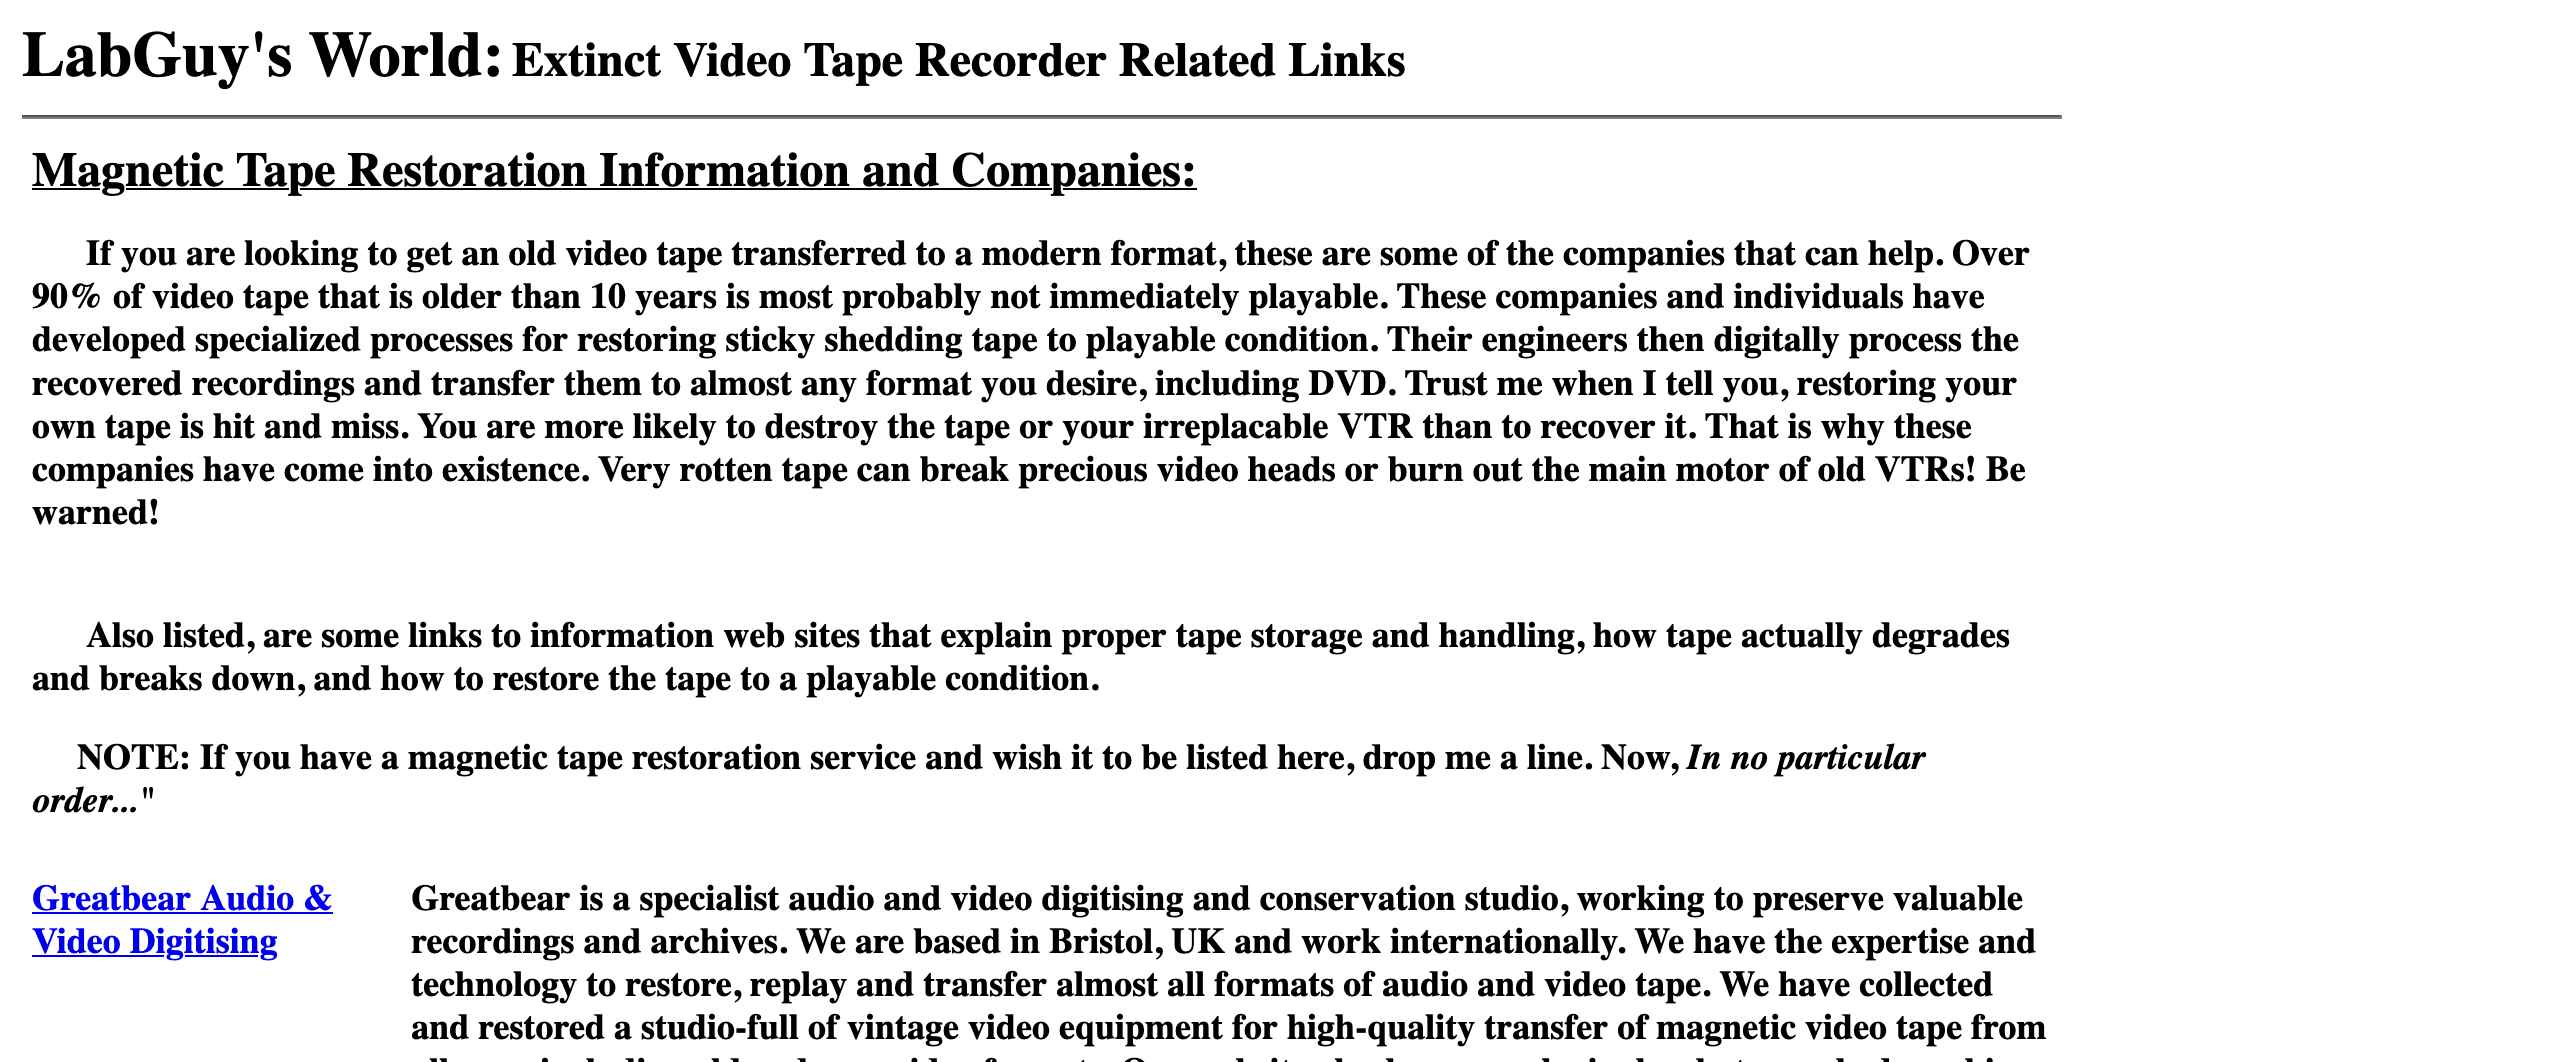 LabGuy's World: Extinct Video Tape Recorder Related Links
Magnetic Tape Restoration Information and Companies:
If you are looking to get an old video tape transferred to a modern format, these are some of the companies that can help. Over
90% of video tape that is older than 10 years is most probably not immediately playable. These companies and individuals have
developed specialized processes for restoring sticky shedding tape to playable condition. Their engineers then digitally process the
recovered recordings and transfer them to almost any format you desire, including DVD. Trust me when I tell you, restoring your
own tape is hit and miss. You are more likely to destroy the tape or your irreplacable VTR than to recover it. That is why these
companies have come into existence. Very rotten tape can break precious video heads or burn out the main motor of old VTRs! Be
warned!
Also listed, are some links to information web sites that explain proper tape storage and handling, how tape actually degrades
and breaks down, and how to restore the tape to a playable condition.
NOTE: If you have a magnetic tape restoration service and wish it to be listed here, drop me a line. Now, In no particular
order..."
Greatbear Audio &
Video Digitising
Greatbear is a specialist audio and video digitising and conservation studio, working to preserve valuable
recordings and archives. We are based in Bristol, UK and work internationally. We have the expertise and
technology to restore, replay and transfer almost all formats of audio and video tape. We have collected
and restored a studio-full of vintage video equipment for high-quality transfer of magnetic video tape from